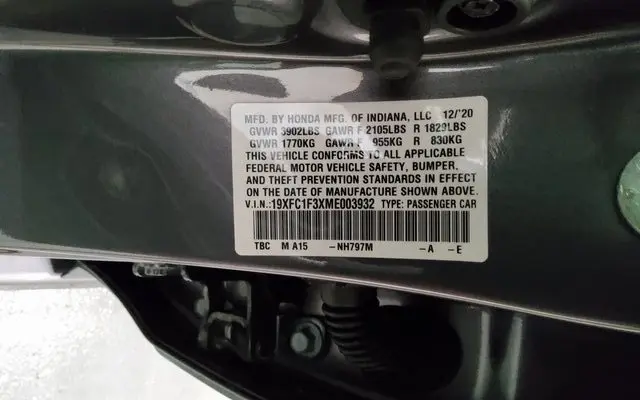 MFD. BY HONDA MFG. OF INDIANA, LLC 12/'20
GVWR 3902LBS GAWR F 2105LBS R 1829LBS
GVWR 1770KG GAWR F 955KG R 830KG
THIS VEHICLE CONFORMS TO ALL APPLICABLE
FEDERAL MOTOR VEHICLE SAFETY, BUMPER,
AND THEFT PREVENTION STANDARDS IN EFFECT
ON THE DATE OF MANUFACTURE SHOWN ABOVE.
V.I.N.:19XFC1F3XME003932 TYPE: PASSENGER CAR
TBC M A15 -NH797M -A -E